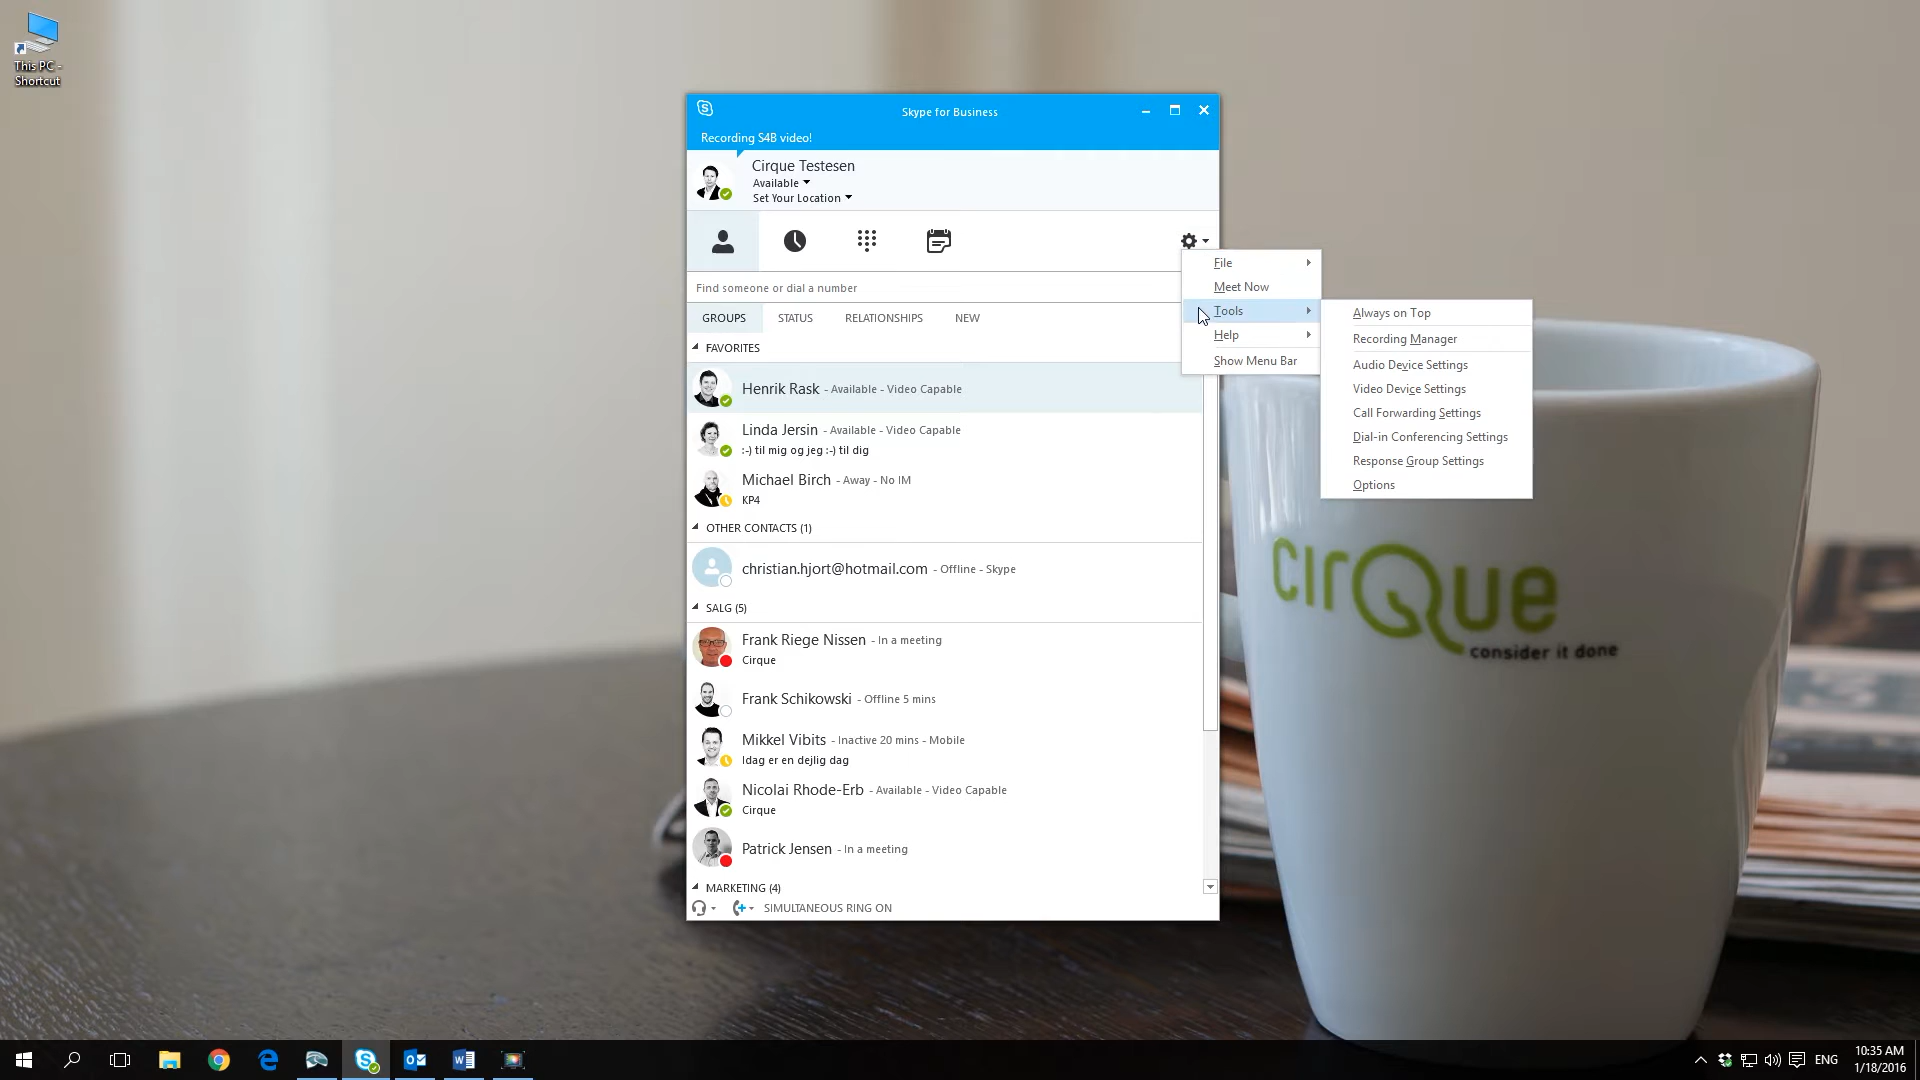 This PC -
Shortcut
Skype for Business
Recording S4B video!
Cirque Testesen
Available
Set Your Location
Find someone or dial a number
GROUPS
STATUS
RELATIONSHIPS
NEW
FAVORITES
Henrik Rask - Available - Video Capable
Linda Jersin - Available - Video Capable
:-) til mig og jeg :-) til dig
Michael Birch - Away - No IM
KP4
OTHER CONTACTS (1)
christian.hjort@hotmail.com - Offline - Skype
SALG (5)
Frank Riege Nissen - In a meeting
Cirque
Frank Schikowski - Offline 5 mins
Mikkel Vibits - Inactive 20 mins - Mobile
Idag er en dejlig dag
Nicolai Rhode-Erb - Available - Video Capable
Cirque
Patrick Jensen - In a meeting
MARKETING (4)
SIMULTANEOUS RING ON
File
Meet Now
Tools
Help
Show Menu Bar
Always on Top
Recording Manager
Audio Device Settings
Video Device Settings
Call Forwarding Settings
Dial-in Conferencing Settings
Response Group Settings
Options
cirQue
consider it done
ENG
10:35 AM
1/18/2016